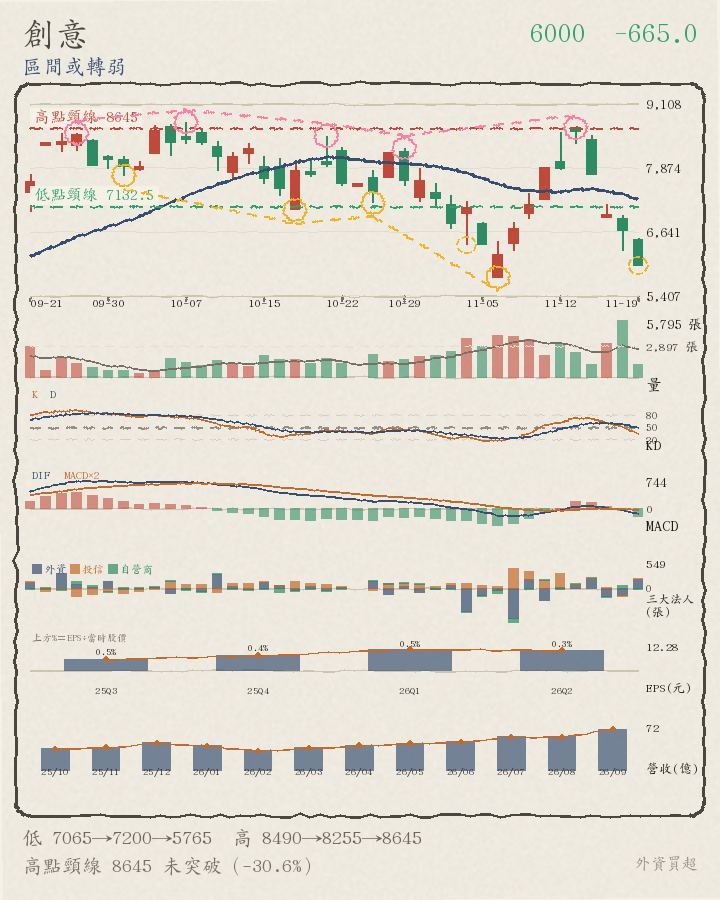 創意
6000 -665.0
區間或轉弱
高點頸線 8645
低點頸線 7132.5
9,108
7,874
6,641
5,407
09-21 09-30 10-07 10-15 10-22 10-29 11-05 11-12 11-19
5,795 張
2,897 張
量
K D
80
50
20
KD
DIF MACD×2
744
0
MACD
外資 投信 自營商
549
0
三大法人
(張)
上方%=EPS÷當時股價
0.5% 0.4% 0.5% 0.3%
12.28
25Q3 25Q4 26Q1 26Q2
EPS(元)
72
25/10 25/11 25/12 26/01 26/02 26/03 26/04 26/05 26/06 26/07 26/08 26/09
營收(億)
低 7065→7200→5765 高 8490→8255→8645
高點頸線 8645 未突破 (-30.6%)
外資買超